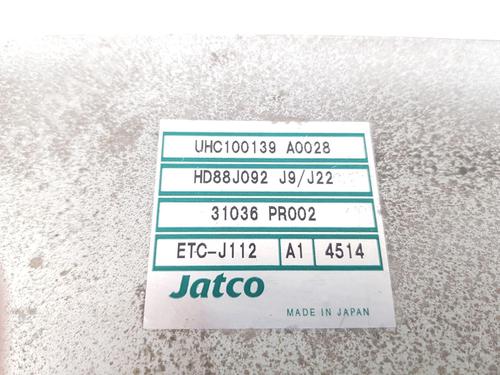 UHC100139 A0028
HD88J092 J9/J22
31036 PR002
ETC-J112 A1 4514
Jatco
MADE IN JAPAN